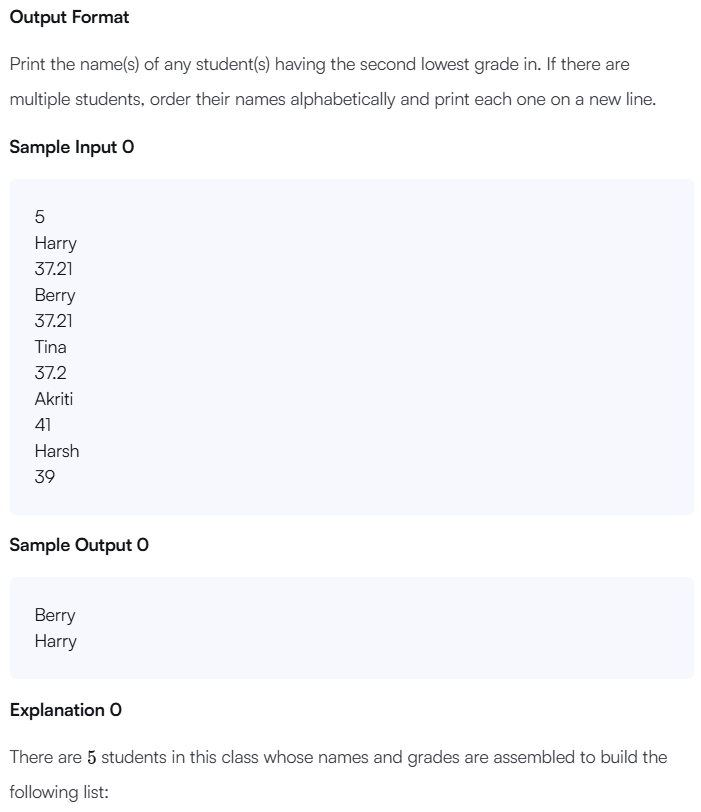 Output Format
Print the name(s) of any student(s) having the second lowest grade in. If there are
multiple students, order their names alphabetically and print each one on a new line.
Sample Input 0
5
Harry
37.21
Berry
37.21
Tina
37.2
Akriti
41
Harsh
39
Sample Output 0
Berry
Harry
Explanation 0
There are 5 students in this class whose names and grades are assembled to build the
following list: